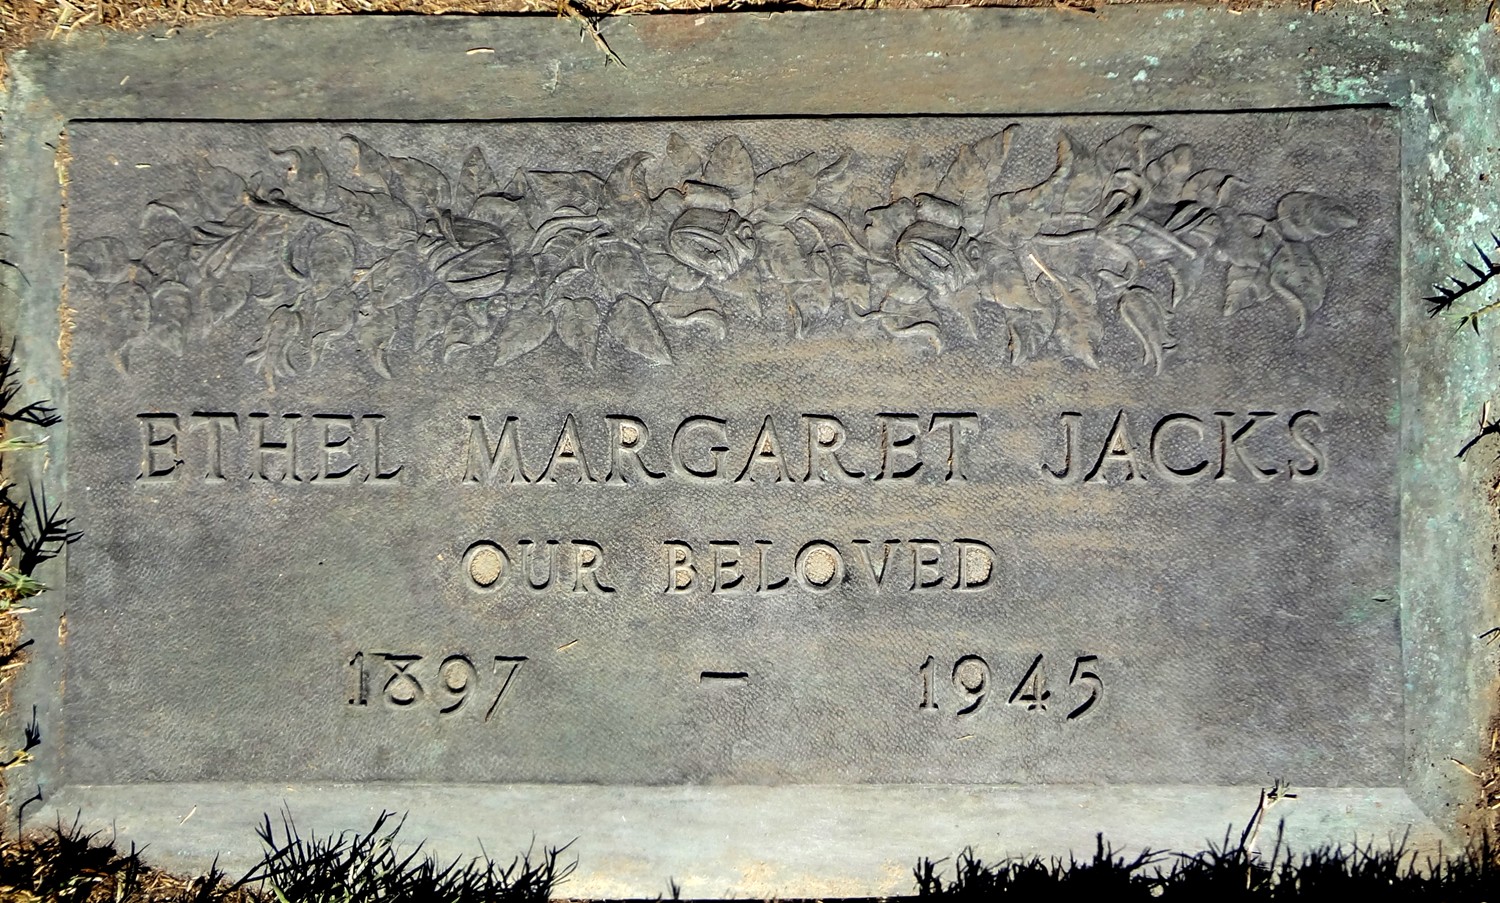 ETHEL MARGARET JACKS
OUR BELOVED
1897 – 1945